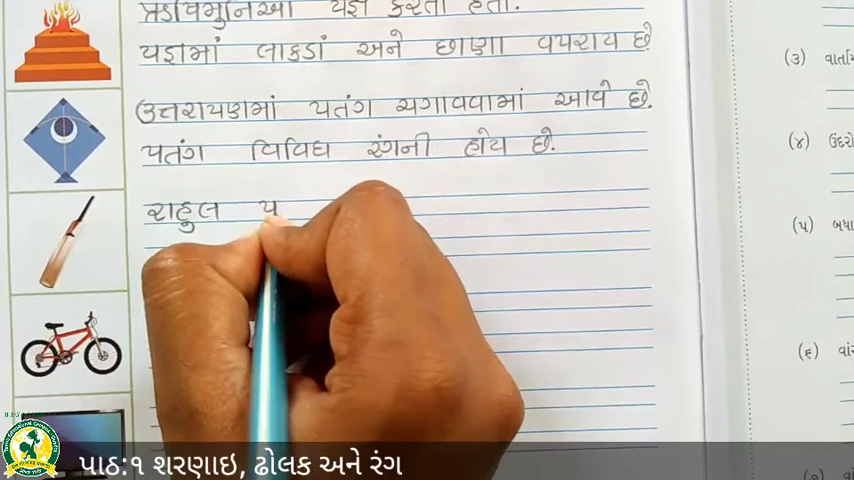 ઋષિમુનિઓ યજ્ઞ કરતા હતા.
યજ્ઞમાં લાકડાં અને છાણા વપરાય છે
ઉત્તરાયણમાં પતંગ ચગાવવામાં આવે છે.
પતંગ વિવિધ રંગની હોય છે.
રાહુલ પ
(૩)
(૪) ઉંદરો
(૫) બધા
(૬)
પાઠ:૧ શરણાઇ, ઢોલક અને રંગ